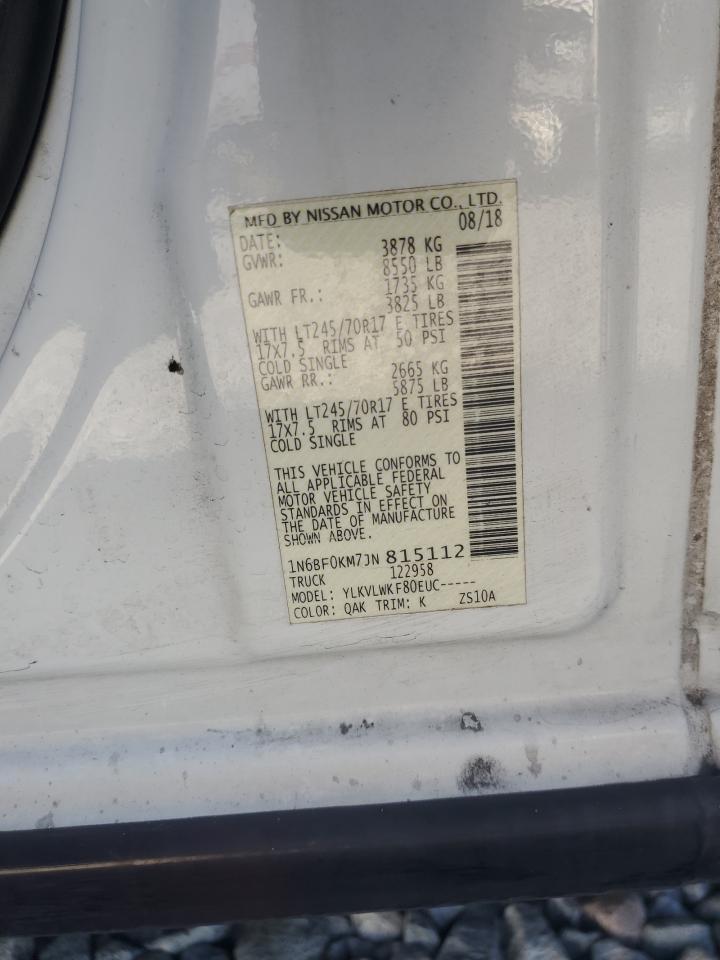 MFD BY NISSAN MOTOR CO., LTD.
DATE: 08/18
GVWR: 3878 KG
8550 LB
GAWR FR.: 1735 KG
3825 LB
WITH LT245/70R17 E TIRES
17X7.5 RIMS AT 50 PSI
COLD SINGLE
GAWR RR.: 2665 KG
5875 LB
WITH LT245/70R17 E TIRES
17X7.5 RIMS AT 80 PSI
COLD SINGLE
THIS VEHICLE CONFORMS TO
ALL APPLICABLE FEDERAL
MOTOR VEHICLE SAFETY
STANDARDS IN EFFECT ON
THE DATE OF MANUFACTURE
SHOWN ABOVE.
1N6BF0KM7JN 815112
TRUCK 122958
MODEL: YLKVLWKF80EUC-----
COLOR: QAK TRIM: K ZS10A